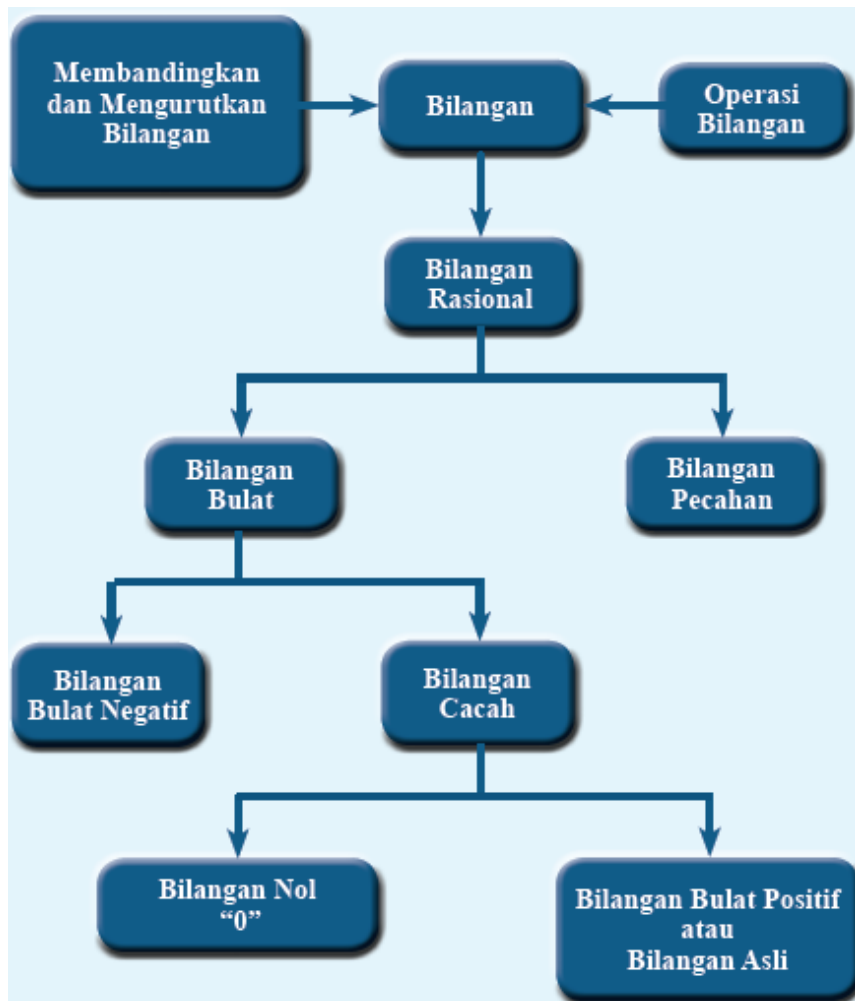 Membandingkan
dan Mengurutkan
Bilangan
Bilangan
Operasi
Bilangan
Bilangan
Rasional
Bilangan
Bulat
Bilangan
Pecahan
Bilangan
Bulat Negatif
Bilangan
Cacah
Bilangan Nol
“0”
Bilangan Bulat Positif
atau
Bilangan Asli